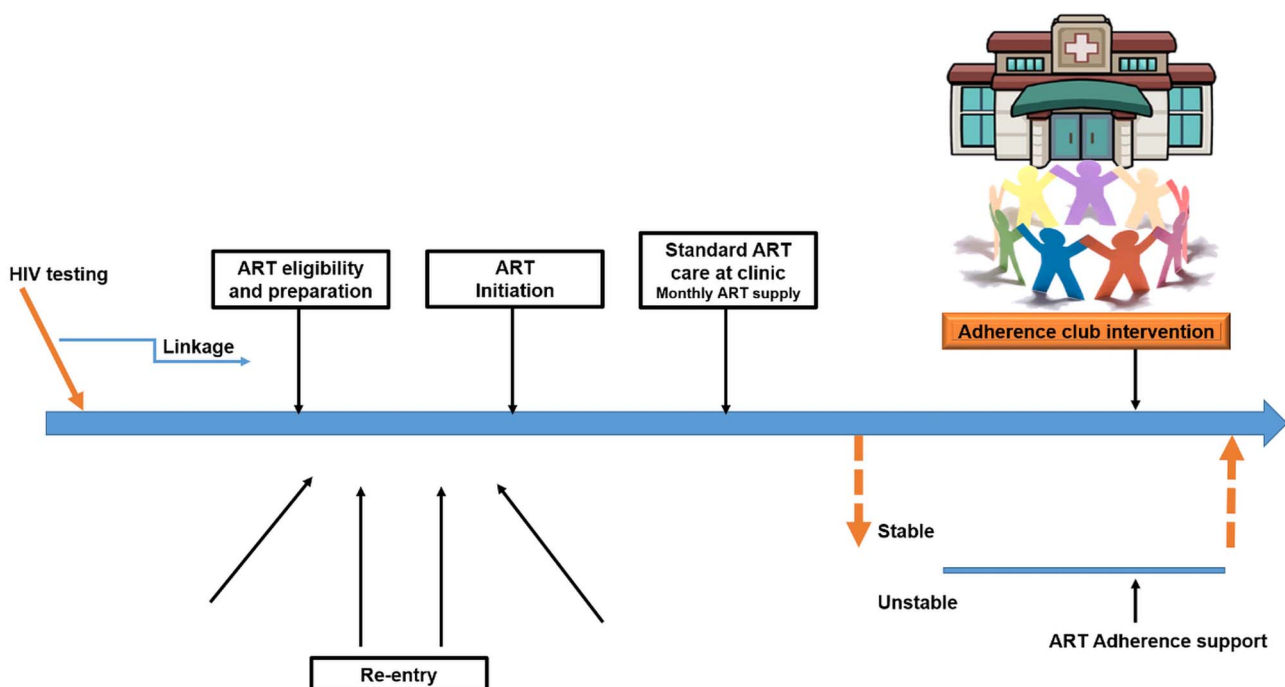 HIV testing
Linkage
ART eligibility
and preparation
ART
Initiation
Standard ART
care at clinic
Monthly ART supply
Adherence club intervention
Stable
Unstable
ART Adherence support
Re-entry